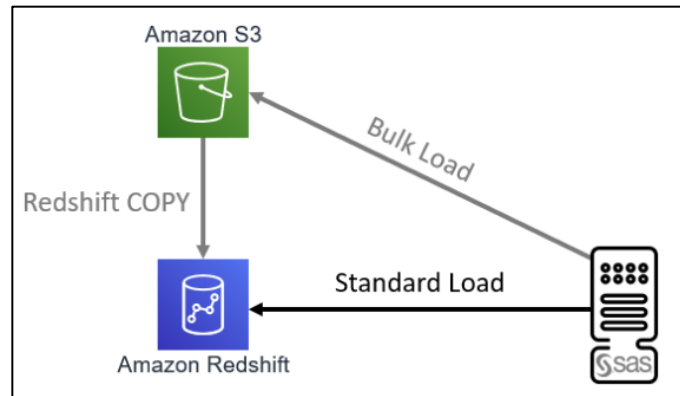 Amazon S3
Bulk Load
Redshift COPY
Standard Load
Amazon Redshift
sas